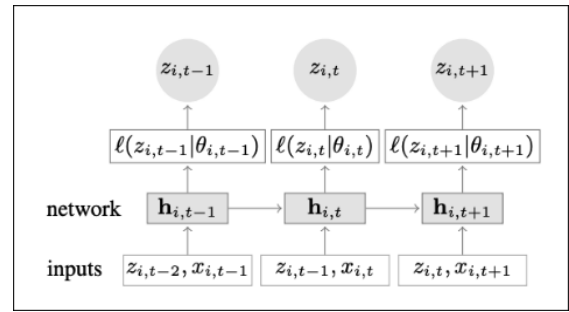 z_{i,t−1} z_{i,t} z_{i,t+1}
ℓ(z_{i,t−1}|θ_{i,t−1}) ℓ(z_{i,t}|θ_{i,t}) ℓ(z_{i,t+1}|θ_{i,t+1})
network h_{i,t−1} h_{i,t} h_{i,t+1}
inputs z_{i,t−2}, x_{i,t−1} z_{i,t−1}, x_{i,t} z_{i,t}, x_{i,t+1}